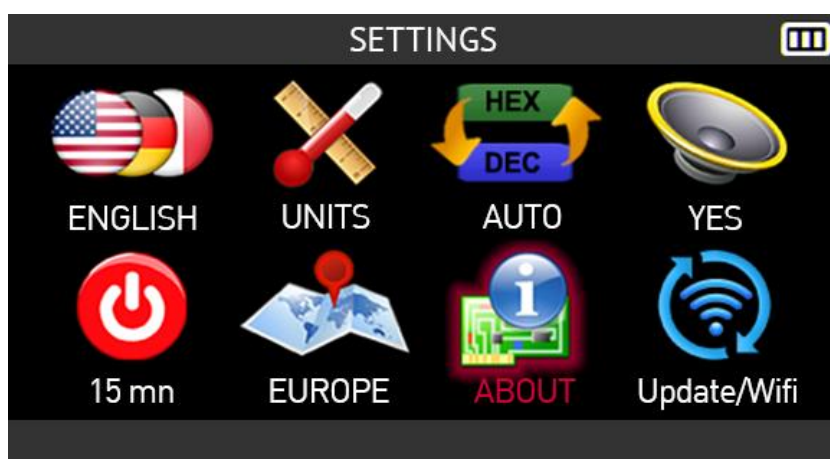 SETTINGS
HEX
DEC
ENGLISH UNITS AUTO YES
i
15 mn EUROPE ABOUT Update/Wifi